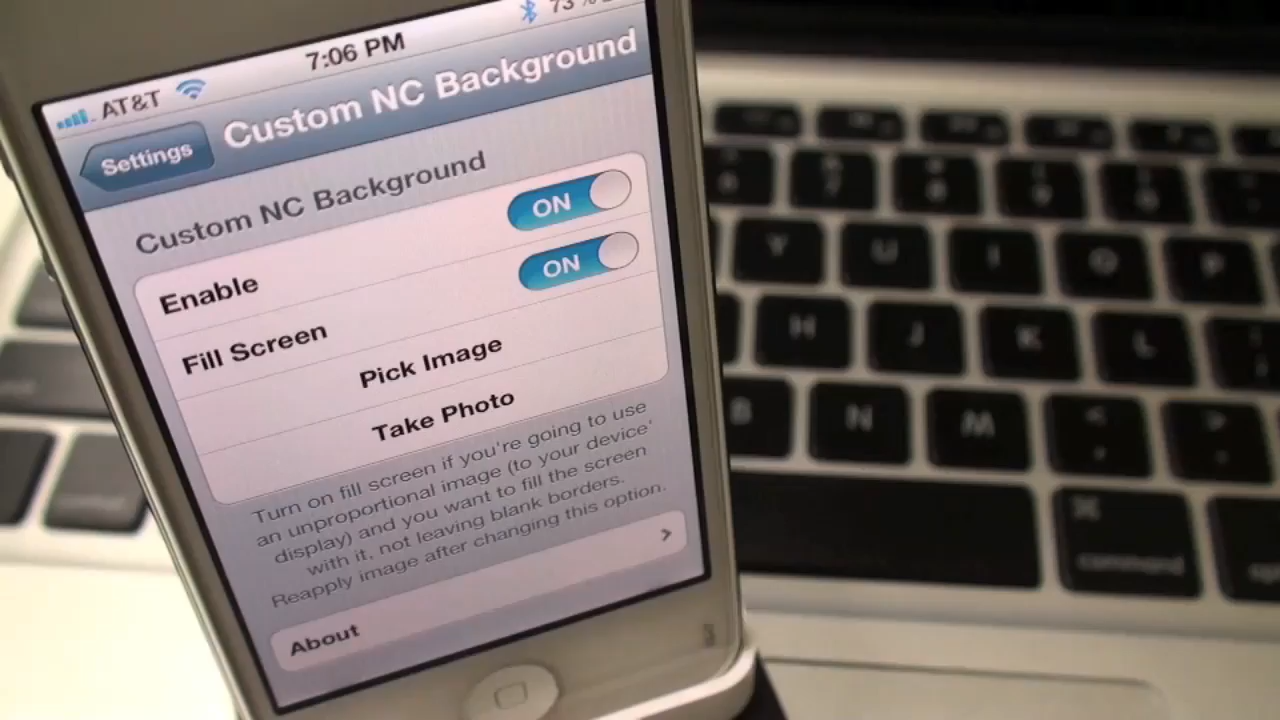 AT&T 7:06 PM 73%
Settings Custom NC Background
Custom NC Background
Enable ON
Fill Screen ON
Pick Image
Take Photo
Turn on fill screen if you're going to use
an unproportional image (to your device'
display) and you want to fill the screen
with it, not leaving blank borders.
Reapply image after changing this option.
About
Y U I O P
H J K L
B N M < ,
> .
⌘
command